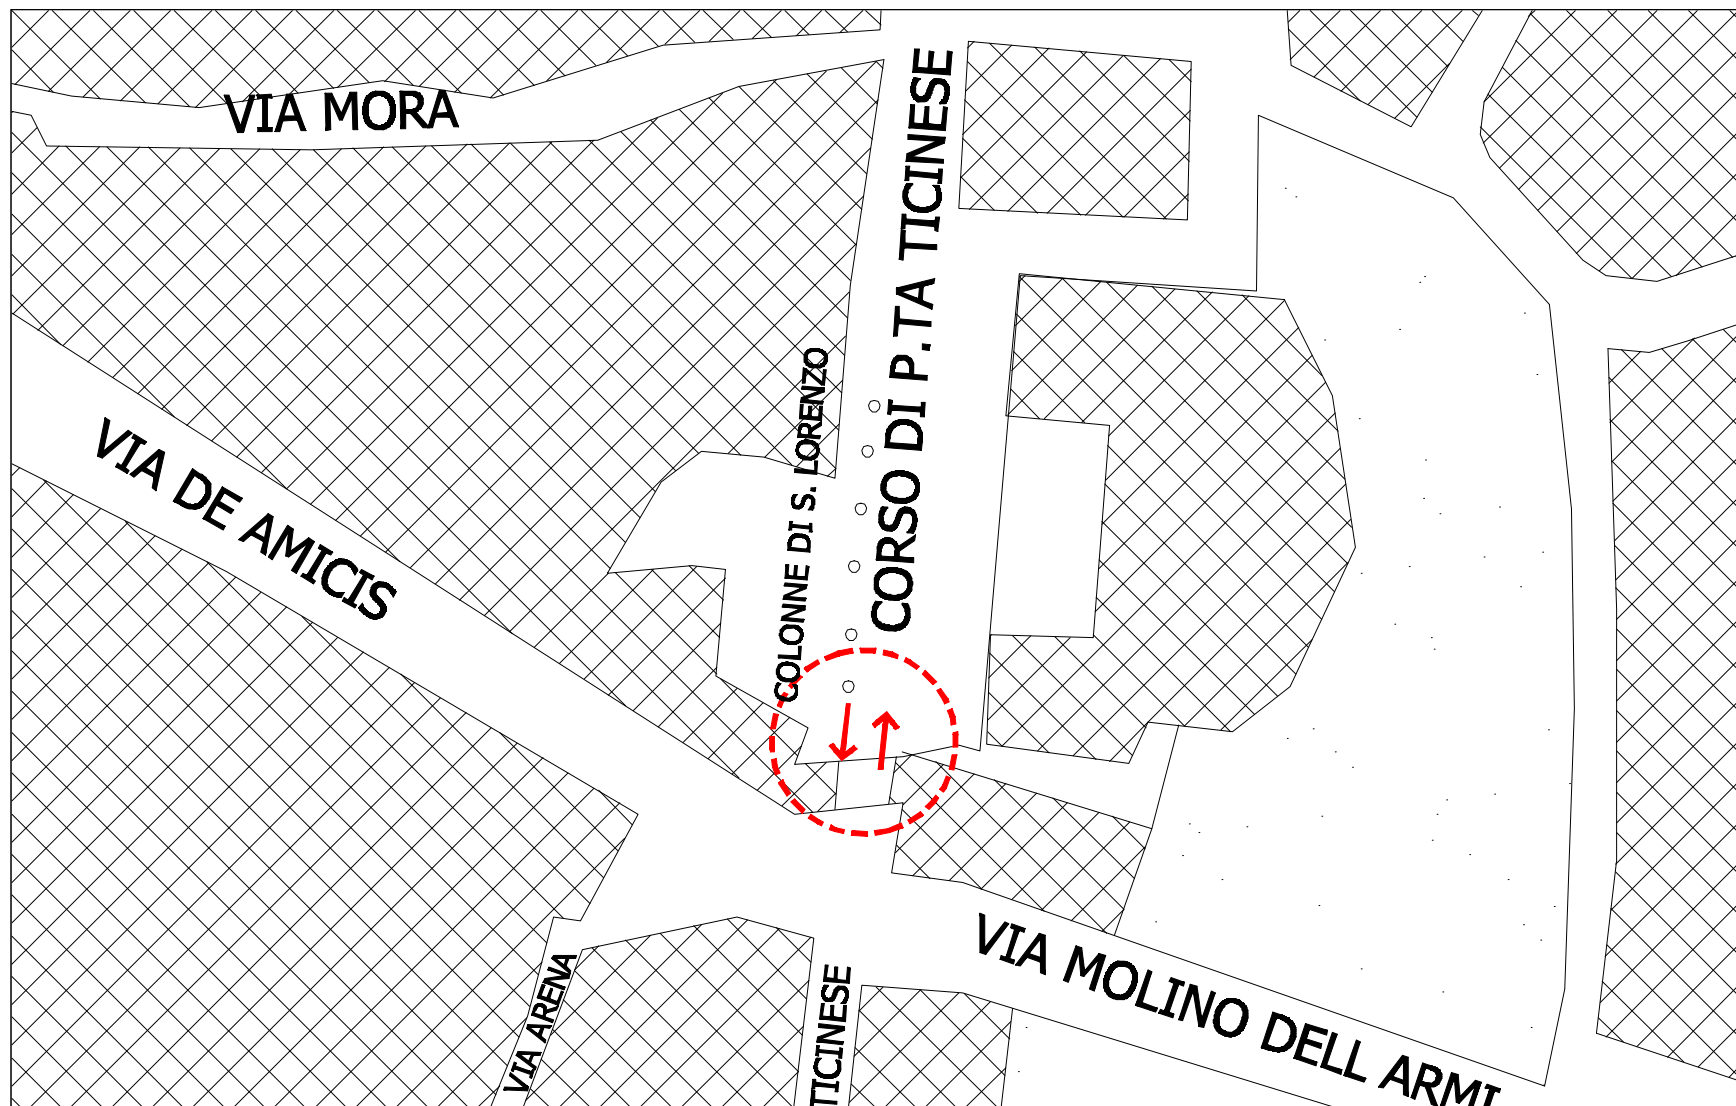 VIA MORA
CORSO DI P.TA TICINESE
COLONNE DI S. LORENZO
VIA DE AMICIS
VIA ARENA
TICINESE
VIA MOLINO DELL ARMI